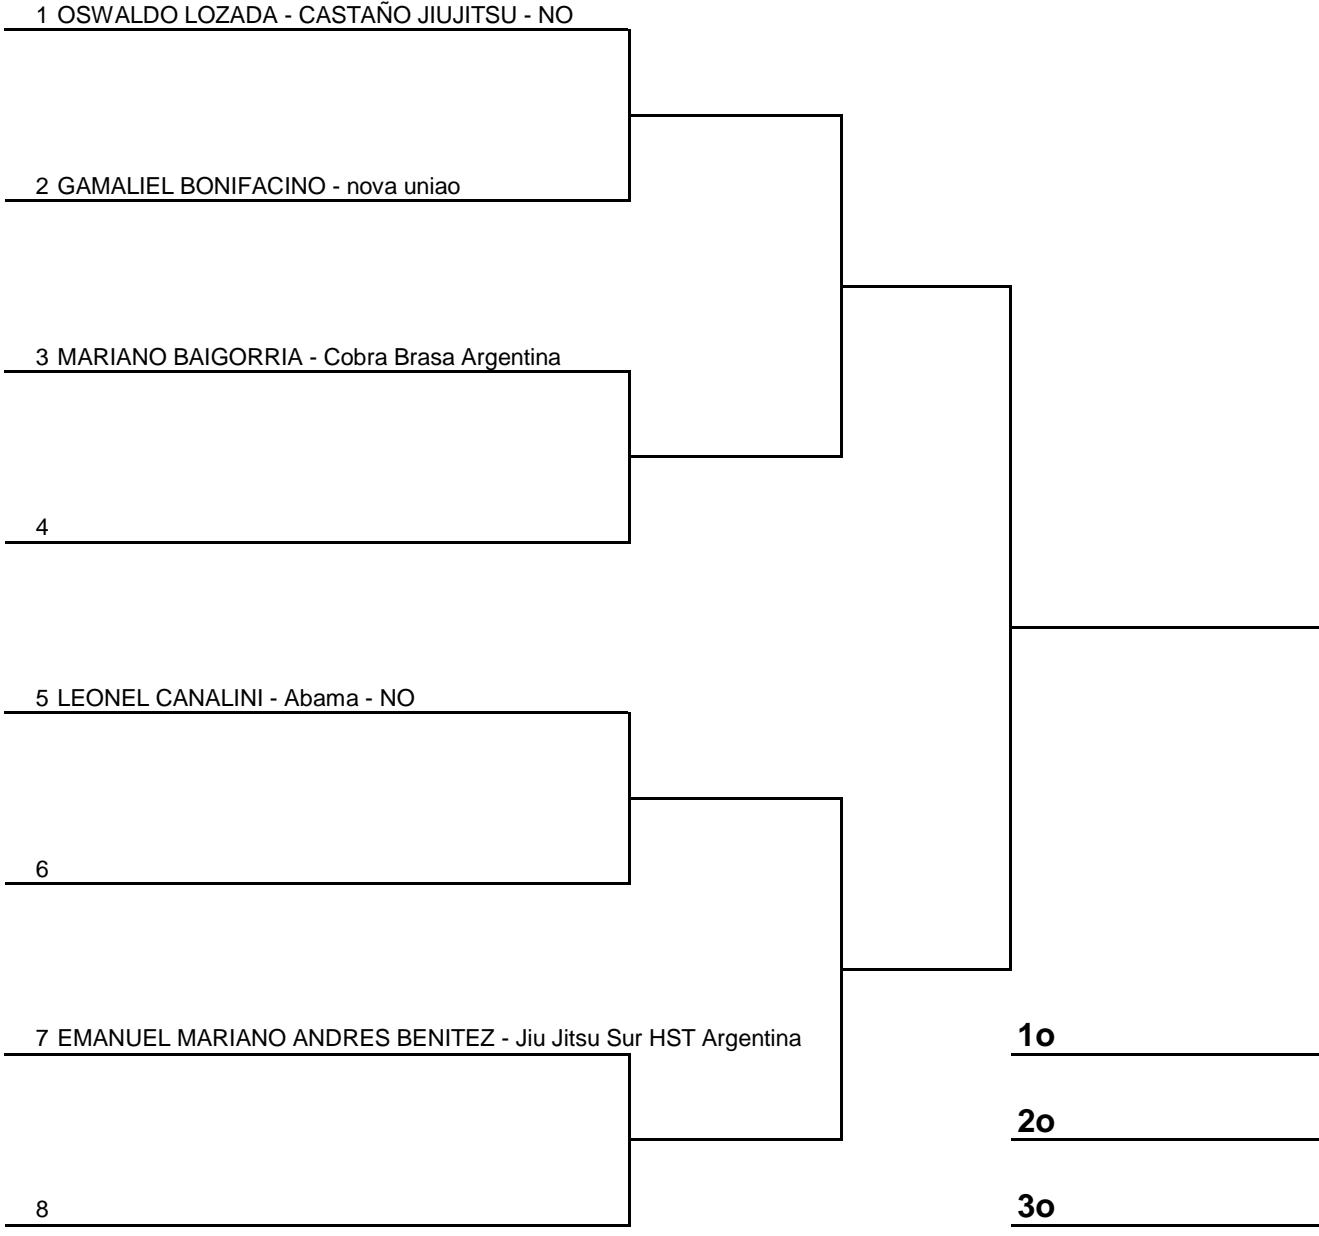 1 OSWALDO LOZADA - CASTAÑO JIUJITSU - NO
2 GAMALIEL BONIFACINO - nova uniao
3 MARIANO BAIGORRIA - Cobra Brasa Argentina
4
5 LEONEL CANALINI - Abama - NO
6
7 EMANUEL MARIANO ANDRES BENITEZ - Jiu Jitsu Sur HST Argentina
1o
2o
8
3o